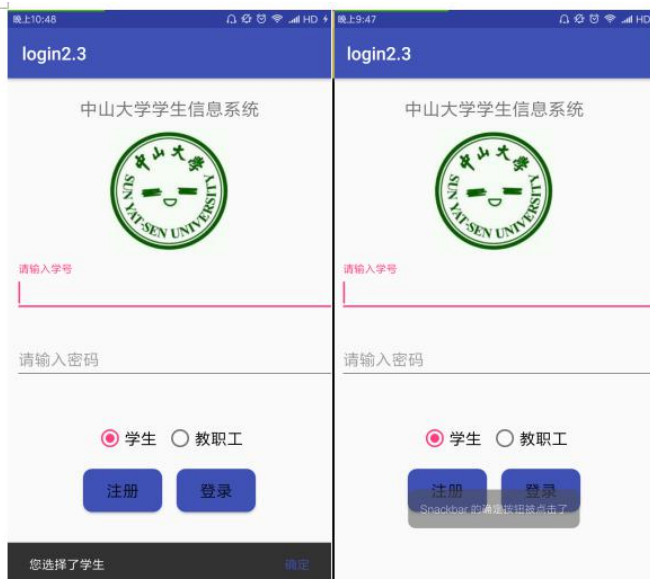 晚上10:48 HD
login2.3
中山大学学生信息系统
中山大学
SUN YAT-SEN UNIVERSITY
请输入学号
请输入密码
学生 教职工
注册 登录
您选择了学生 确定
晚上9:47 HD
login2.3
中山大学学生信息系统
中山大学
SUN YAT-SEN UNIVERSITY
请输入学号
请输入密码
学生 教职工
注册 登录
Snackbar 的确定按钮被点击了